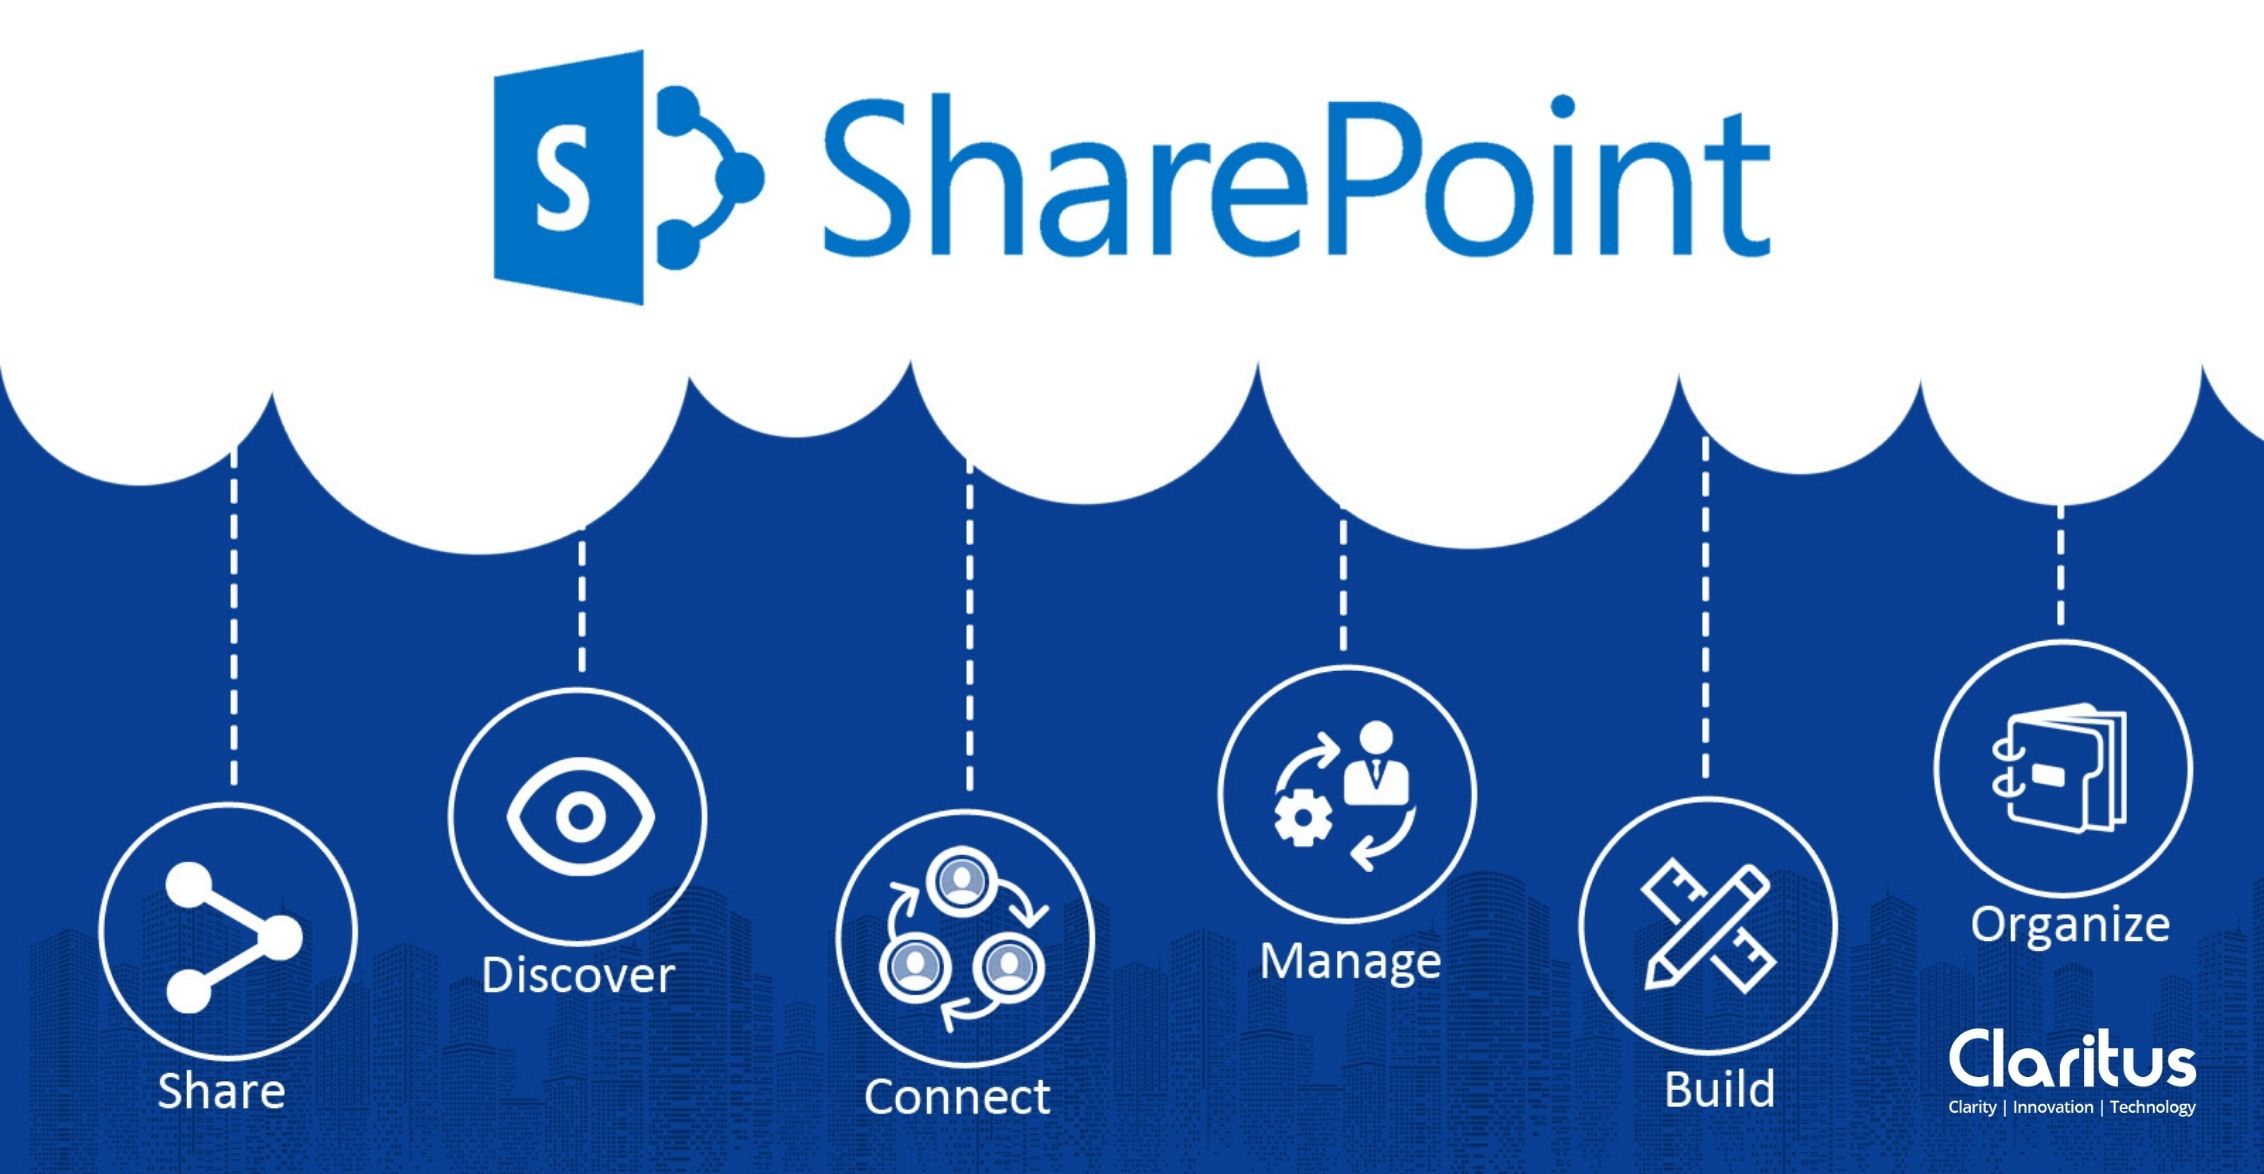 S SharePoint
Share
Discover
Connect
Manage
Build
Organize
Claritus
Clarity | Innovation | Technology